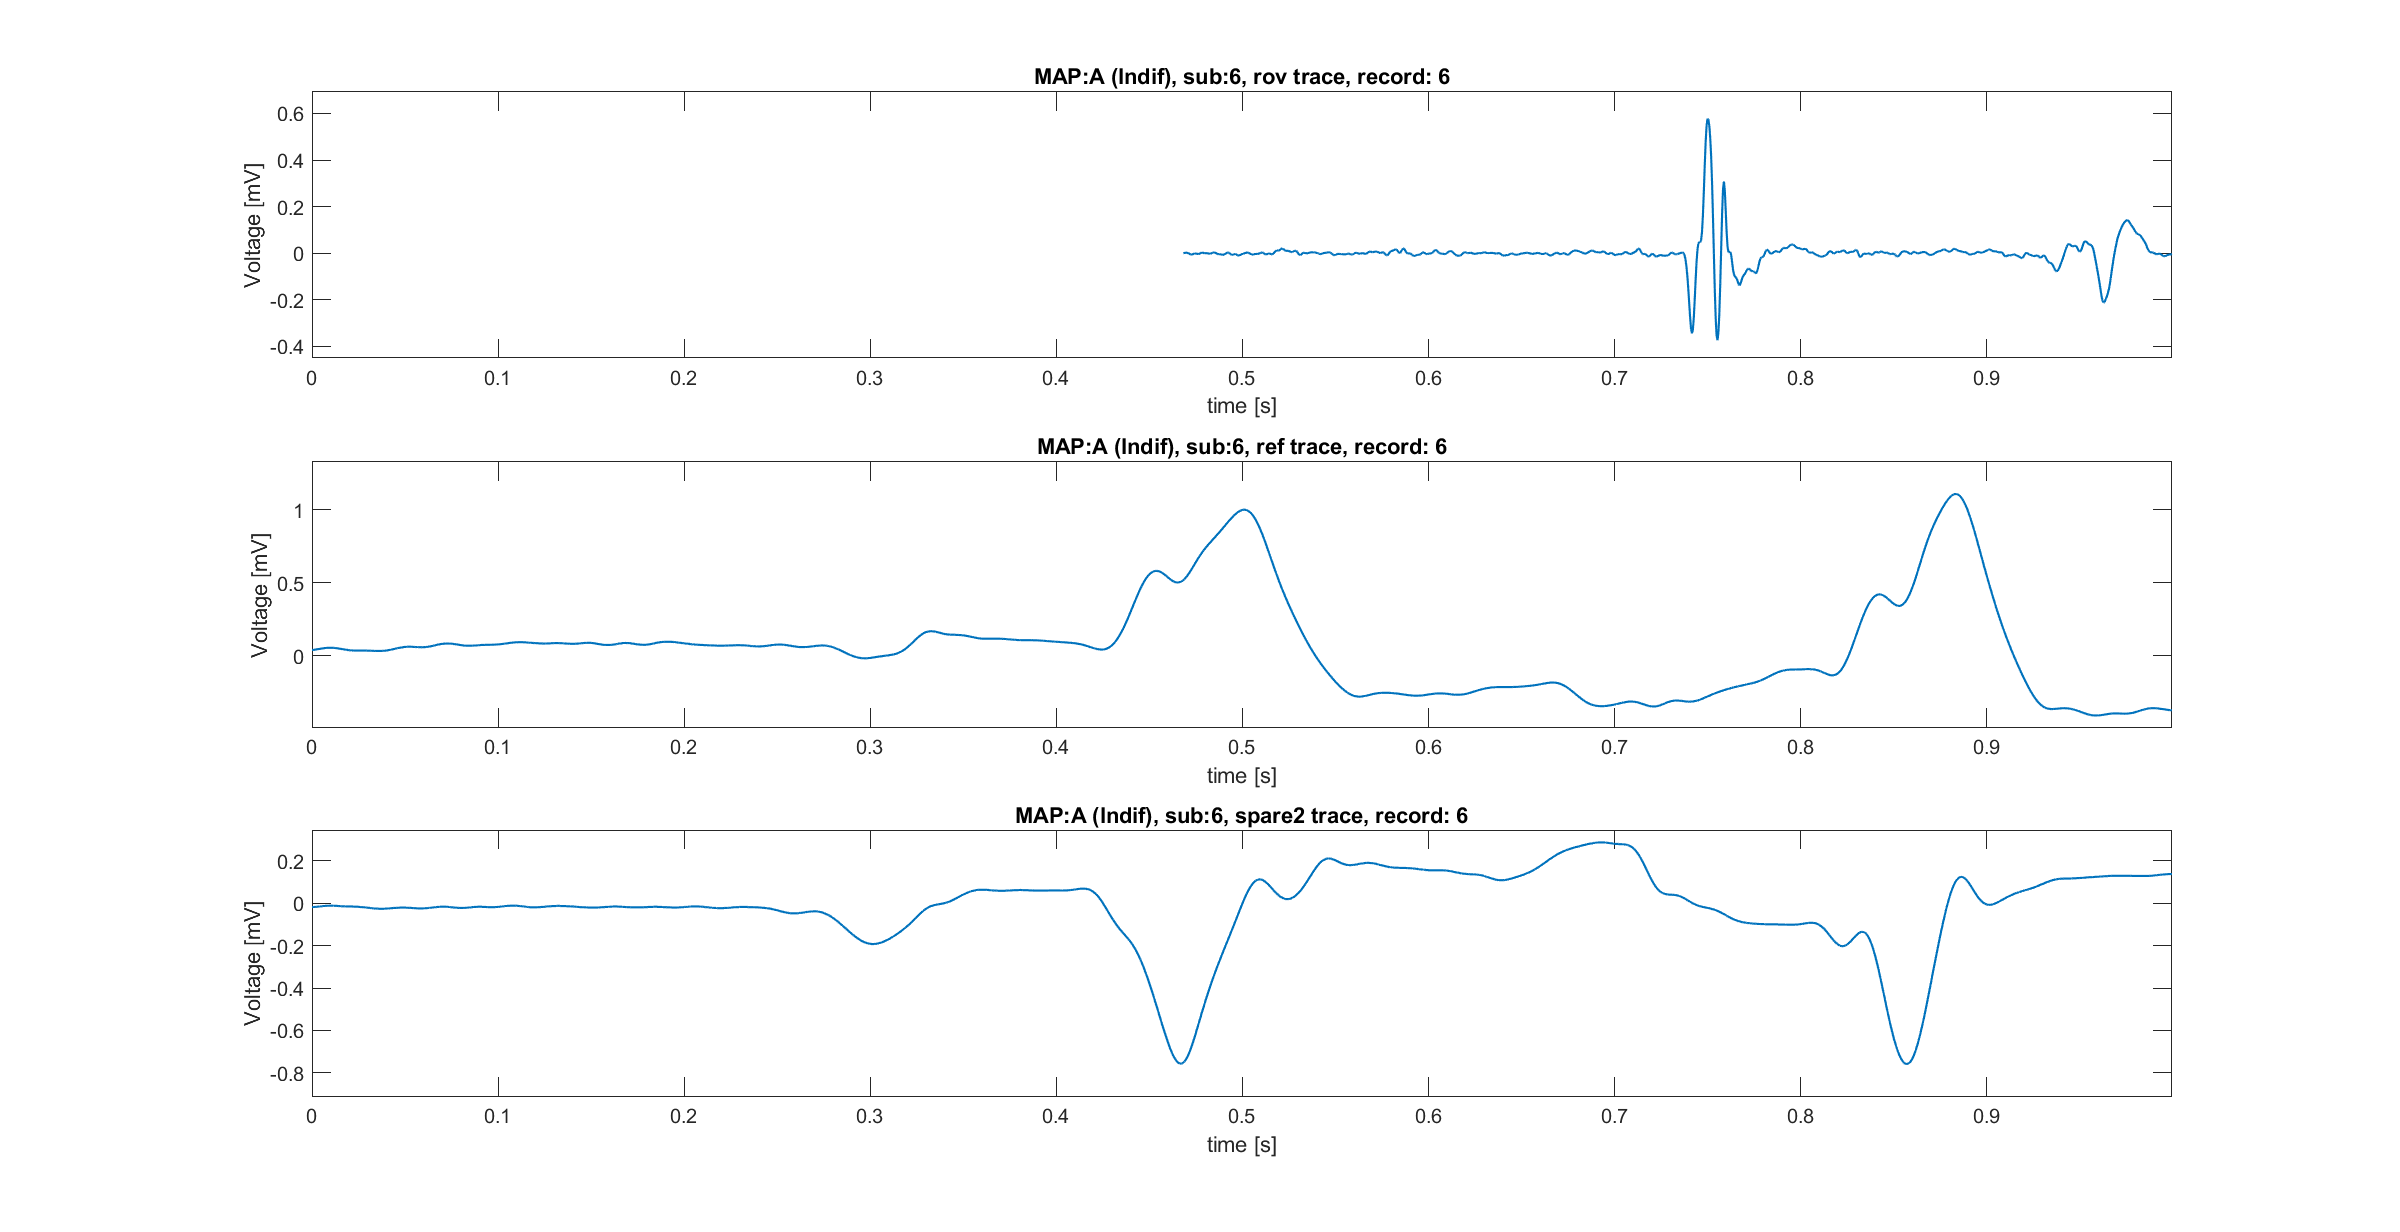 MAP:A (Indif), sub:6, rov trace, record: 6
Voltage [mV]
0.6
0.4
0.2
0
-0.2
-0.4
0 0.1 0.2 0.3 0.4 0.5 0.6 0.7 0.8 0.9
time [s]
MAP:A (Indif), sub:6, ref trace, record: 6
Voltage [mV]
1
0.5
0
0 0.1 0.2 0.3 0.4 0.5 0.6 0.7 0.8 0.9
time [s]
MAP:A (Indif), sub:6, spare2 trace, record: 6
Voltage [mV]
0.2
0
-0.2
-0.4
-0.6
-0.8
0 0.1 0.2 0.3 0.4 0.5 0.6 0.7 0.8 0.9
time [s]